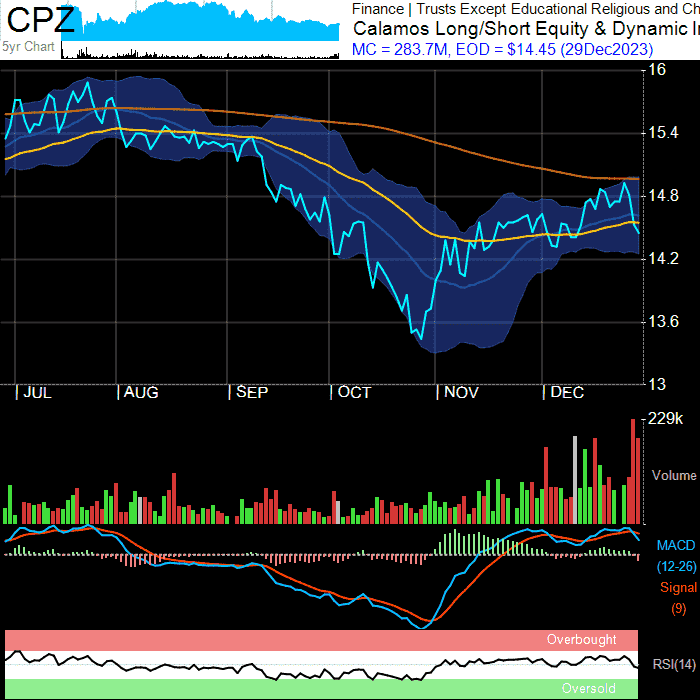 CPZ
5yr Chart
Finance | Trusts Except Educational Religious and Ch
Calamos Long/Short Equity & Dynamic I
MC = 283.7M, EOD = $14.45 (29Dec2023)
16
15.4
14.8
14.2
13.6
13
| JUL | AUG | SEP | OCT | NOV | DEC
229k
Volume
MACD
(12-26)
Signal
(9)
Overbought
RSI(14)
Oversold